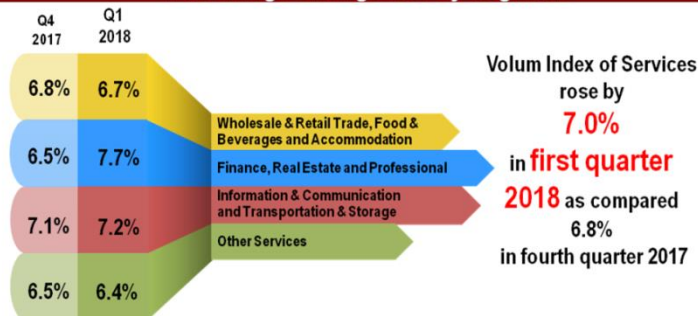 Q4
2017
Q1
2018
6.8%
6.7%
6.5%
7.7%
7.1%
7.2%
6.5%
6.4%
Wholesale & Retail Trade, Food &
Beverages and Accommodation
Finance, Real Estate and Professional
Information & Communication
and Transportation & Storage
Other Services
Volum Index of Services
rose by
7.0%
in first quarter
2018 as compared
6.8%
in fourth quarter 2017